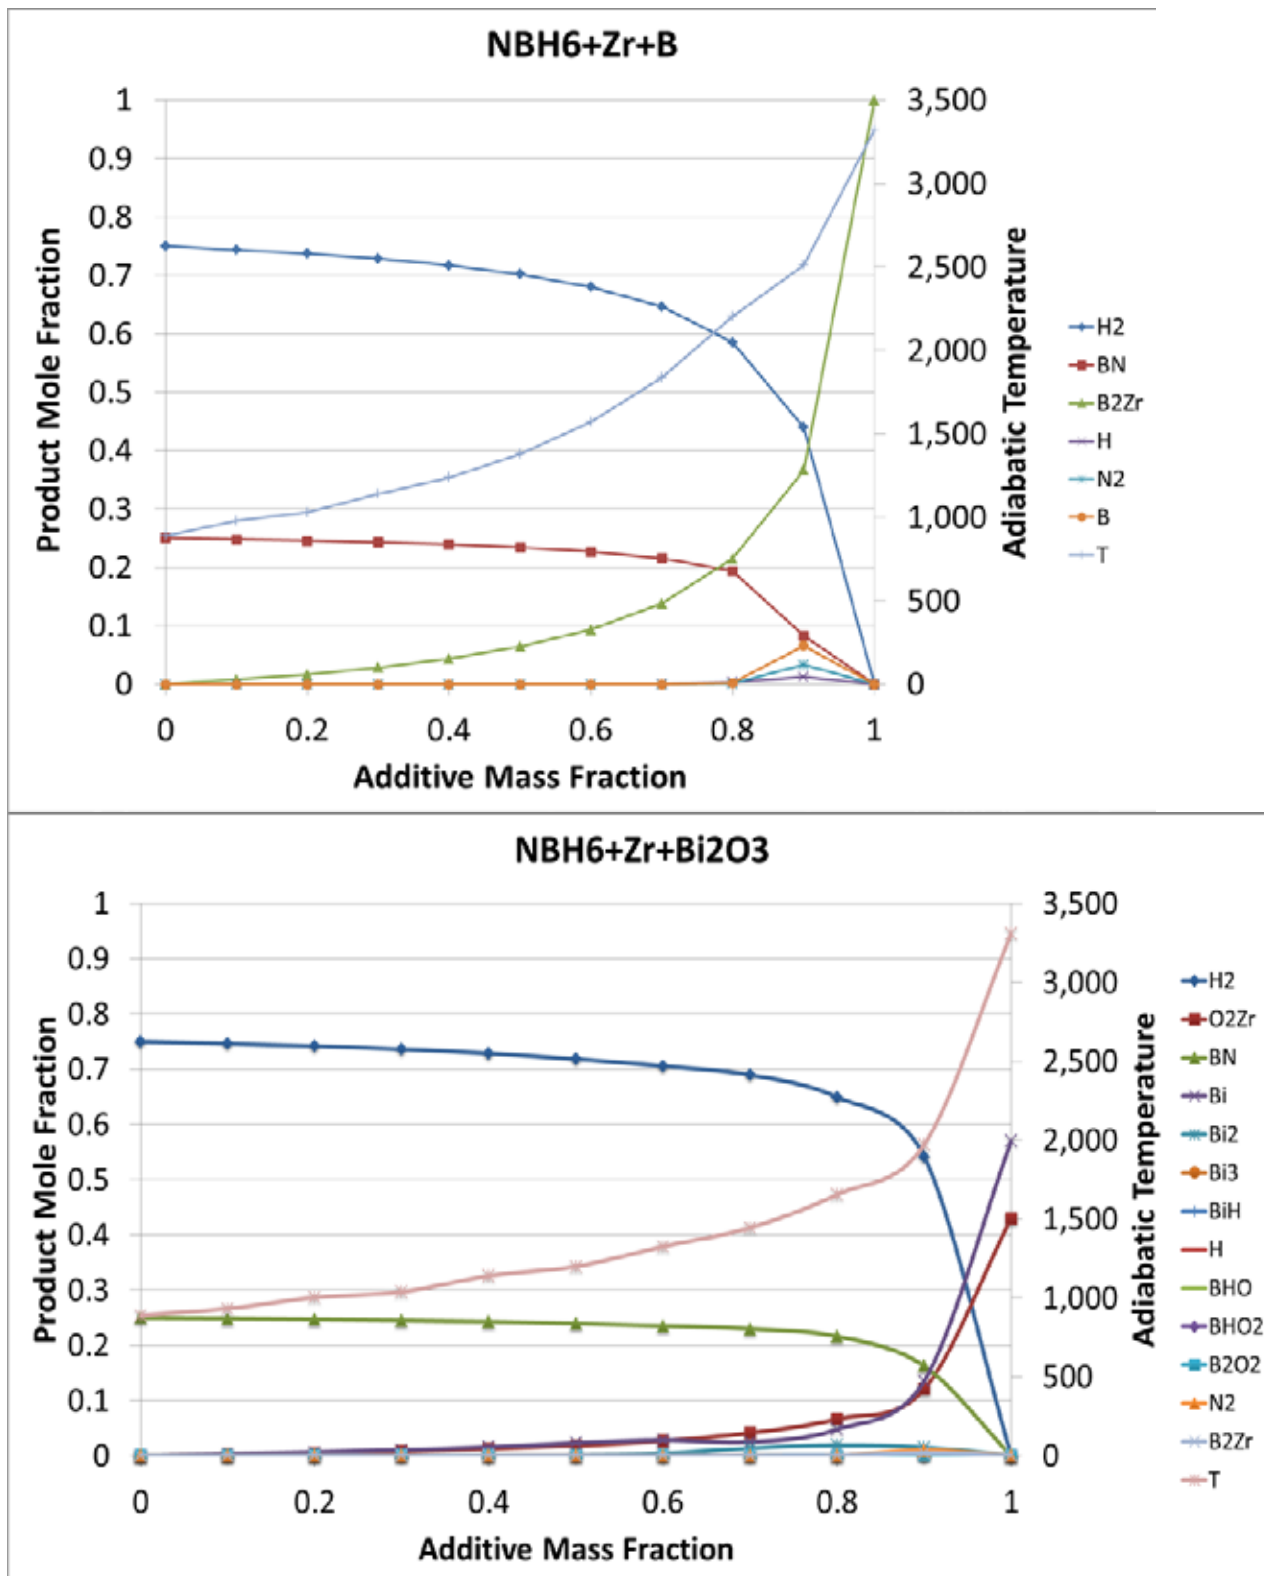 NBH6+Zr+B
1
0.9
0.8
0.7
0.6
0.5
0.4
0.3
0.2
0.1
0
Product Mole Fraction
3,500
3,000
2,500
2,000
1,500
1,000
500
0
Adiabatic Temperature
0
0.2
0.4
0.6
0.8
1
Additive Mass Fraction
H2
BN
B2Zr
H
N2
B
T
NBH6+Zr+Bi2O3
1
0.9
0.8
0.7
0.6
0.5
0.4
0.3
0.2
0.1
0
Product Mole Fraction
3,500
3,000
2,500
2,000
1,500
1,000
500
0
Adiabatic Temperature
0
0.2
0.4
0.6
0.8
1
Additive Mass Fraction
H2
O2Zr
BN
Bi
Bi2
Bi3
BiH
H
BHO
BHO2
B2O2
N2
B2Zr
T